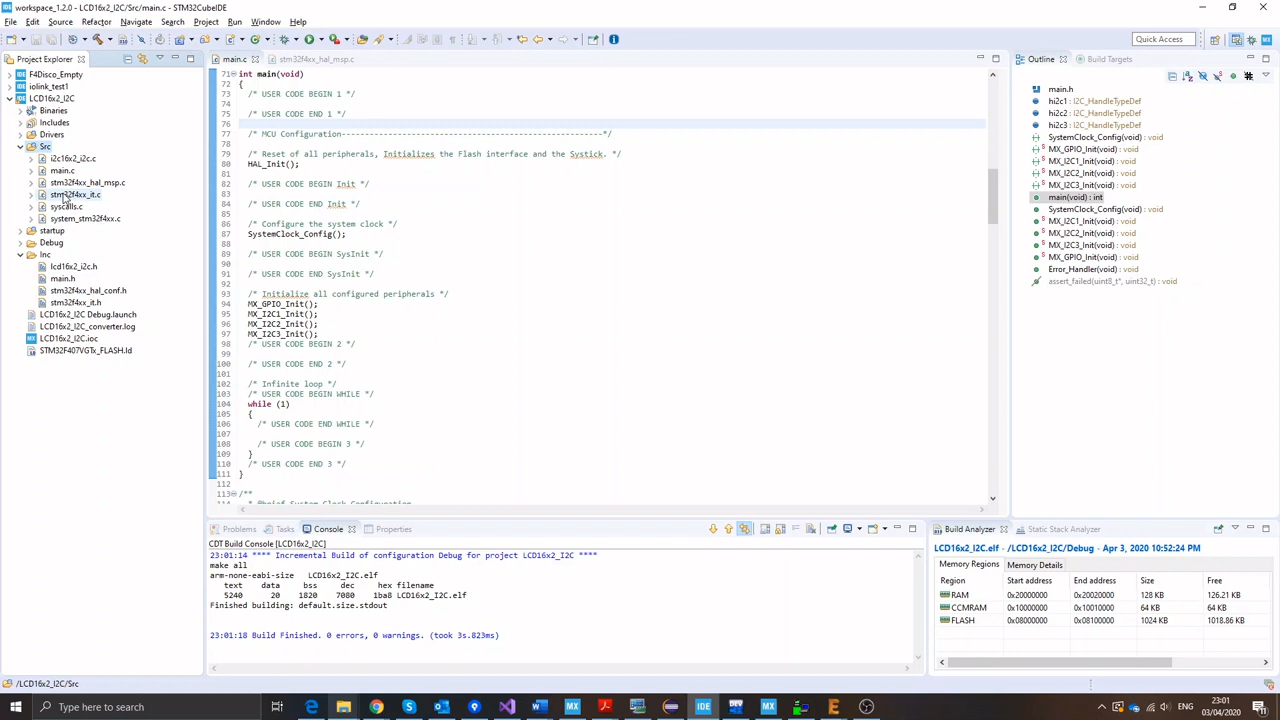 workspace_1.2.0 - LCD16x2_I2C/Src/main.c - STM32CubeIDE
File Edit Source Refactor Navigate Search Project Run Window Help
Quick Access
Project Explorer
F4Disco_Empty
iolink_test1
LCD16x2_I2C
Binaries
Includes
Drivers
Src
i2c16x2_i2c.c
main.c
stm32f4xx_hal_msp.c
stm32f4xx_it.c
syscalls.c
system_stm32f4xx.c
startup
Debug
Inc
lcd16x2_i2c.h
main.h
stm32f4xx_hal_conf.h
stm32f4xx_it.h
LCD16x2_I2C Debug.launch
LCD16x2_I2C_converter.log
LCD16x2_I2C.ioc
STM32F407VGTx_FLASH.ld
main.c stm32f4xx_hal_msp.c
71 int main(void)
72 {
73 /* USER CODE BEGIN 1 */
74
75 /* USER CODE END 1 */
76
77 /* MCU Configuration--------------------------------------------------------*/
78
79 /* Reset of all peripherals, Initializes the Flash interface and the Systick. */
80 HAL_Init();
81
82 /* USER CODE BEGIN Init */
83
84 /* USER CODE END Init */
85
86 /* Configure the system clock */
87 SystemClock_Config();
88
89 /* USER CODE BEGIN SysInit */
90
91 /* USER CODE END SysInit */
92
93 /* Initialize all configured peripherals */
94 MX_GPIO_Init();
95 MX_I2C1_Init();
96 MX_I2C2_Init();
97 MX_I2C3_Init();
98 /* USER CODE BEGIN 2 */
99
100 /* USER CODE END 2 */
101
102 /* Infinite loop */
103 /* USER CODE BEGIN WHILE */
104 while (1)
105 {
106 /* USER CODE END WHILE */
107
108 /* USER CODE BEGIN 3 */
109 }
110 /* USER CODE END 3 */
111 }
112
113 /**
Outline Build Targets
main.h
hi2c1 : I2C_HandleTypeDef
hi2c2 : I2C_HandleTypeDef
hi2c3 : I2C_HandleTypeDef
SystemClock_Config(void) : void
MX_GPIO_Init(void) : void
MX_I2C1_Init(void) : void
MX_I2C2_Init(void) : void
MX_I2C3_Init(void) : void
main(void) : int
SystemClock_Config(void) : void
MX_I2C1_Init(void) : void
MX_I2C2_Init(void) : void
MX_I2C3_Init(void) : void
MX_GPIO_Init(void) : void
Error_Handler(void) : void
assert_failed(uint8_t*, uint32_t) : void
Problems Tasks Console Properties
CDT Build Console [LCD16x2_I2C]
23:01:14 **** Incremental Build of configuration Debug for project LCD16x2_I2C ****
make all
arm-none-eabi-size LCD16x2_I2C.elf
text data bss dec hex filename
5240 20 1820 7080 1ba8 LCD16x2_I2C.elf
Finished building: default.size.stdout
23:01:18 Build Finished. 0 errors, 0 warnings. (took 3s.823ms)
Build Analyzer Static Stack Analyzer
LCD16x2_I2C.elf - /LCD16x2_I2C/Debug - Apr 3, 2020 10:52:24 PM
Memory Regions Memory Details
Region Start address End address Size Free
RAM 0x20000000 0x20020000 128 KB 126.21 KB
CCMRAM 0x10000000 0x10010000 64 KB 64 KB
FLASH 0x08000000 0x08100000 1024 KB 1018.86 KB
/LCD16x2_I2C/Src
Type here to search
23:01
03/04/2020